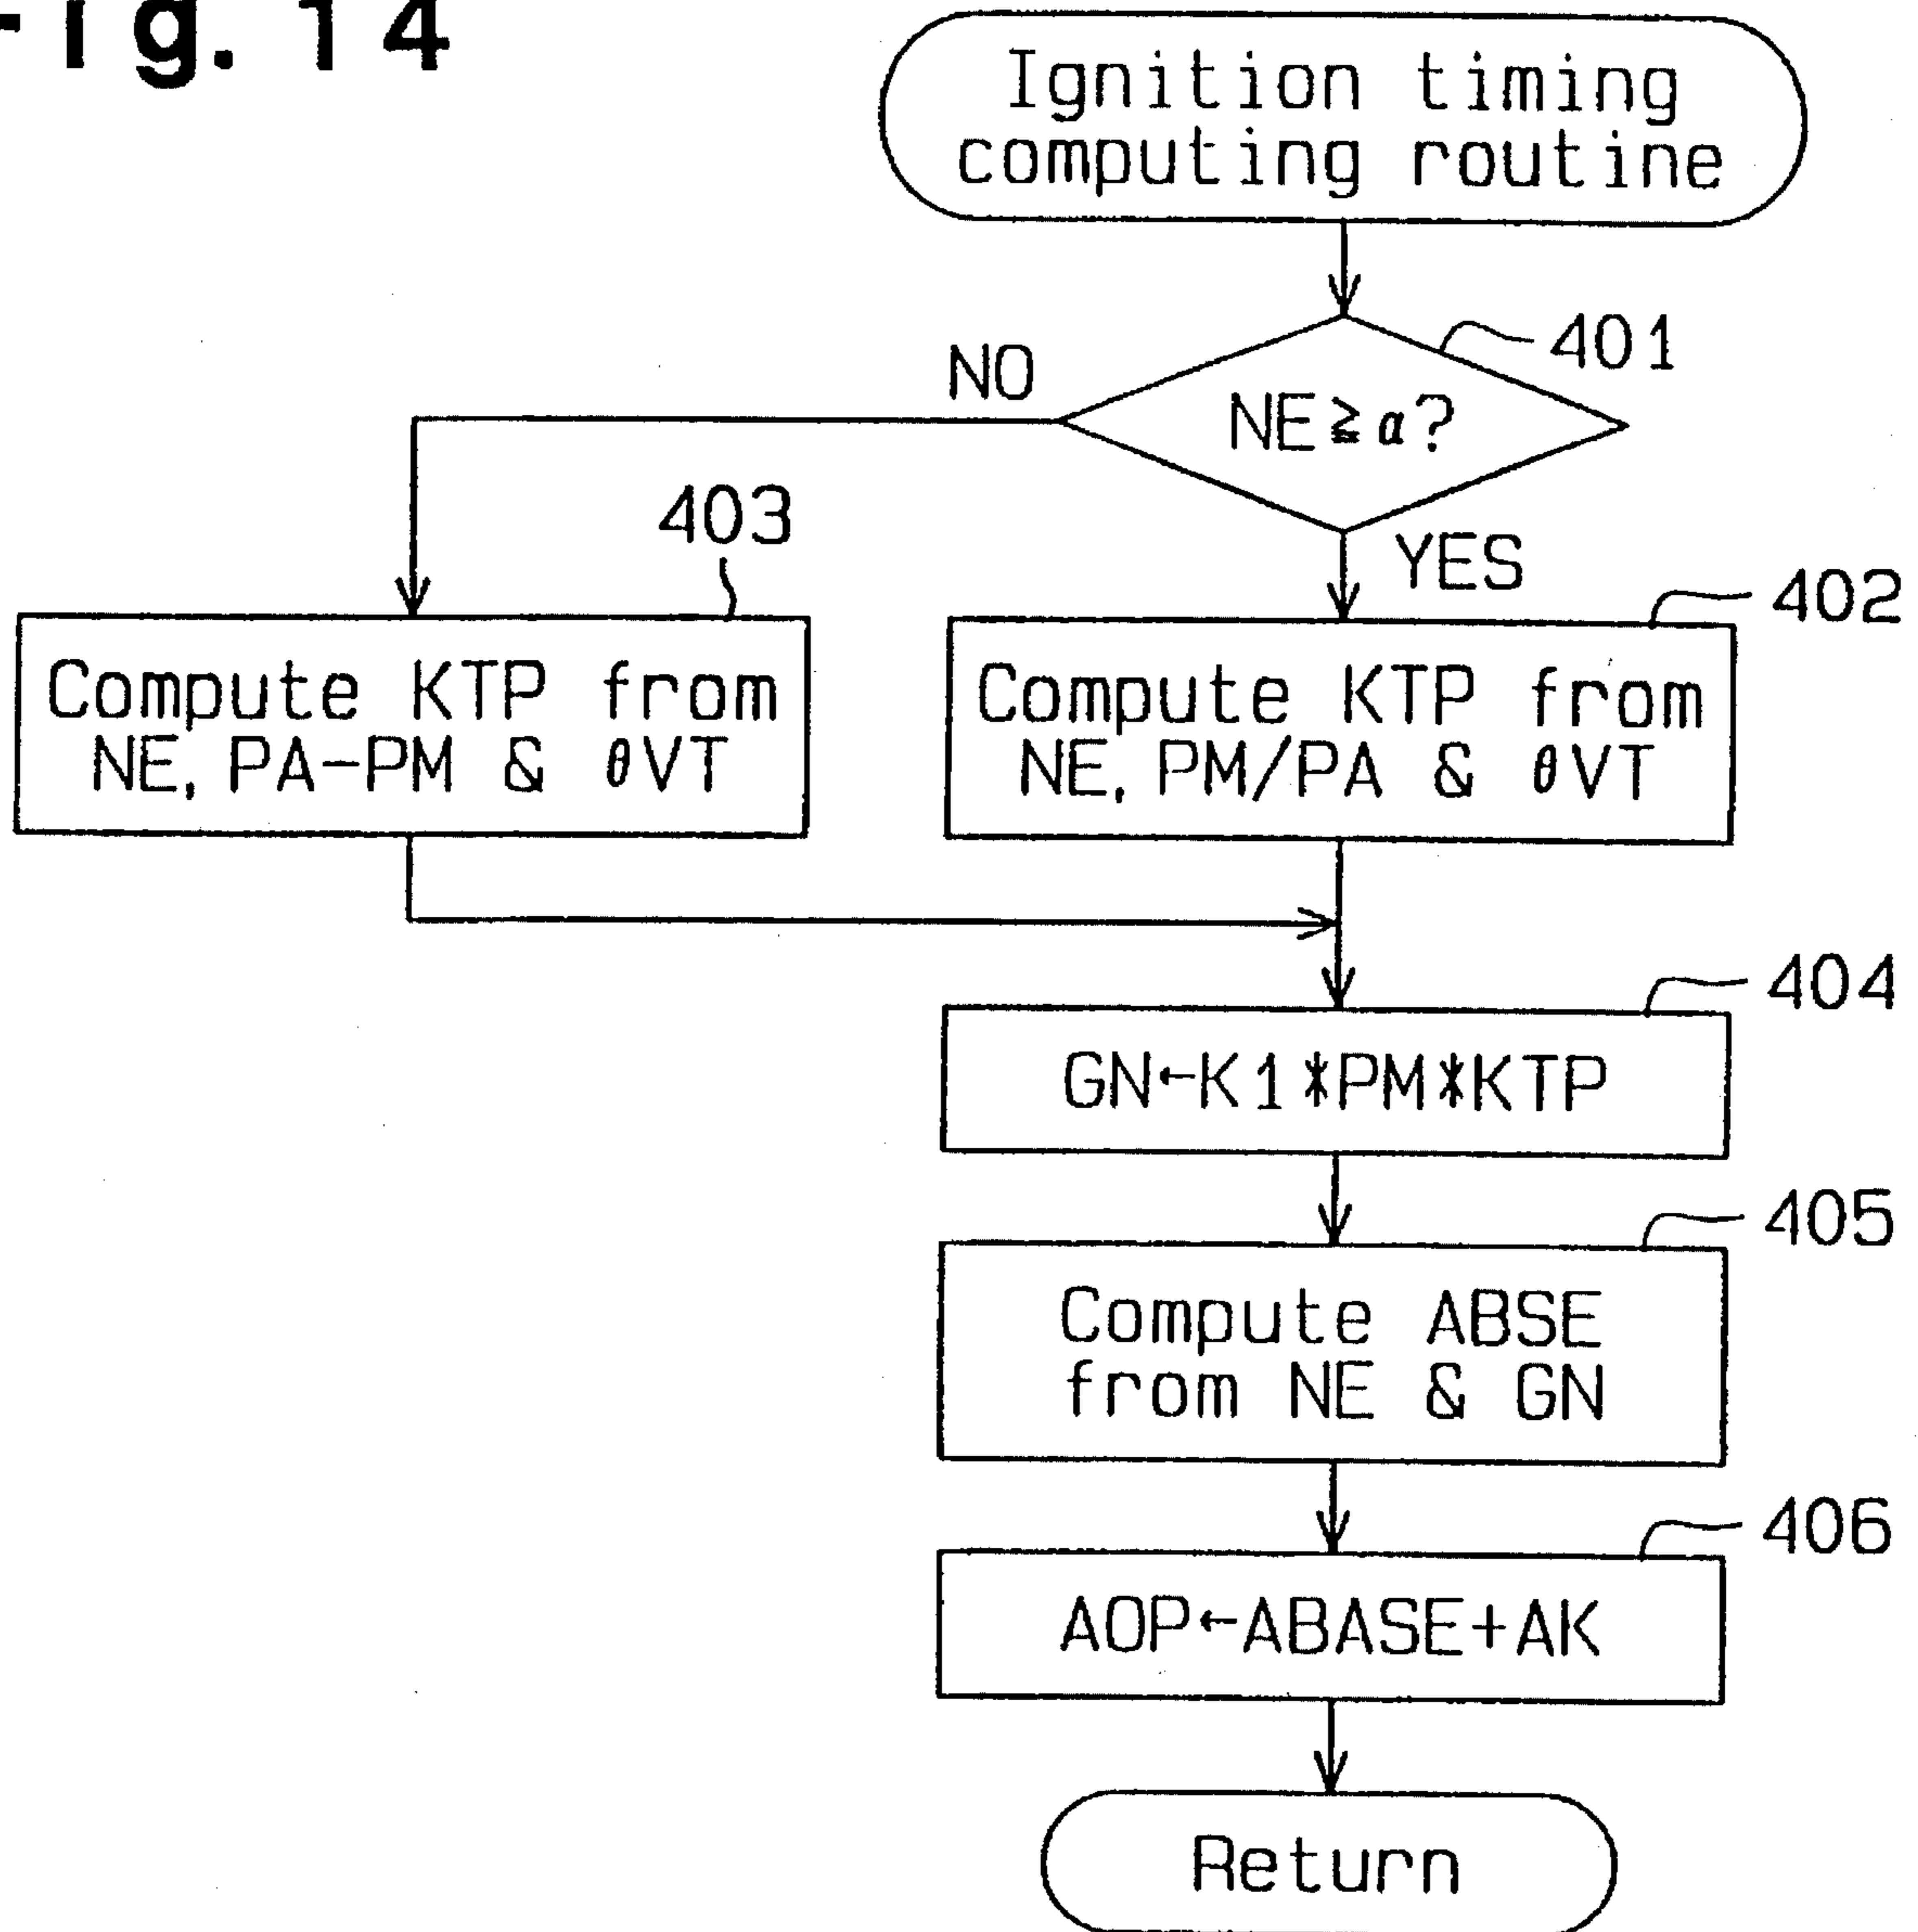 Fig. 14
Ignition timing
computing routine
401
NE≧α?
NO
YES
403
402
Compute KTP from
NE, PA-PM & θVT
Compute KTP from
NE, PM/PA & θVT
404
GN←K1*PM*KTP
405
Compute ABSE
from NE & GN
406
AOP←ABASE+AK
Return